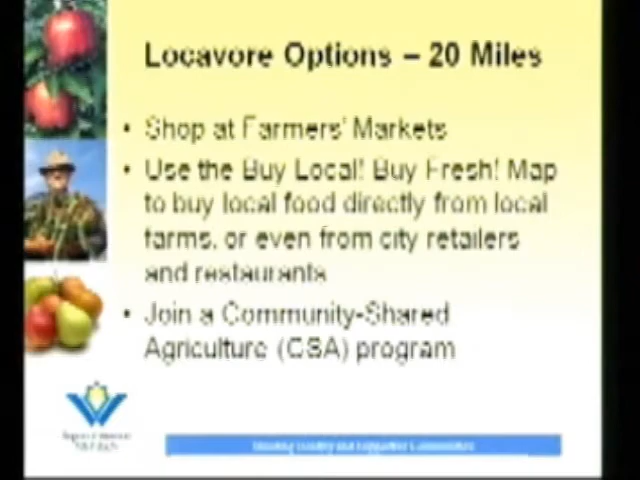 Locavore Options – 20 Miles
• Shop at Farmers' Markets
• Use the Buy Local! Buy Fresh! Map
to buy local food directly from local
farms, or even from city retailers
and restaurants
• Join a Community-Shared
Agriculture (CSA) program